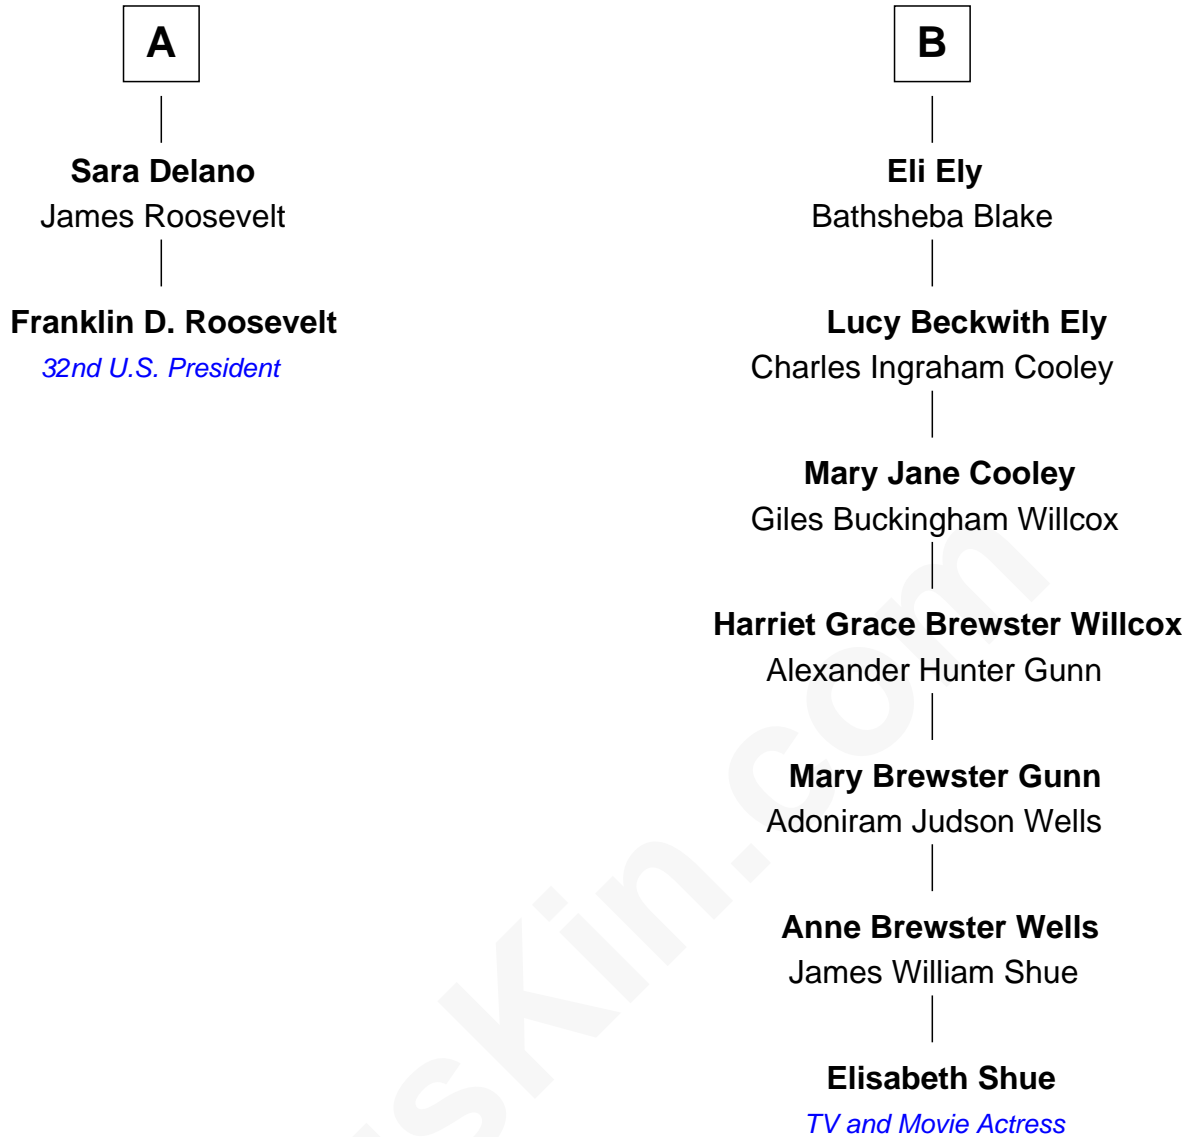 A
Sara Delano
James Roosevelt
Franklin D. Roosevelt
32nd U.S. President
B
Eli Ely
Bathsheba Blake
Lucy Beckwith Ely
Charles Ingraham Cooley
Mary Jane Cooley
Giles Buckingham Willcox
Harriet Grace Brewster Willcox
Alexander Hunter Gunn
Mary Brewster Gunn
Adoniram Judson Wells
Anne Brewster Wells
James William Shue
Elisabeth Shue
TV and Movie Actress